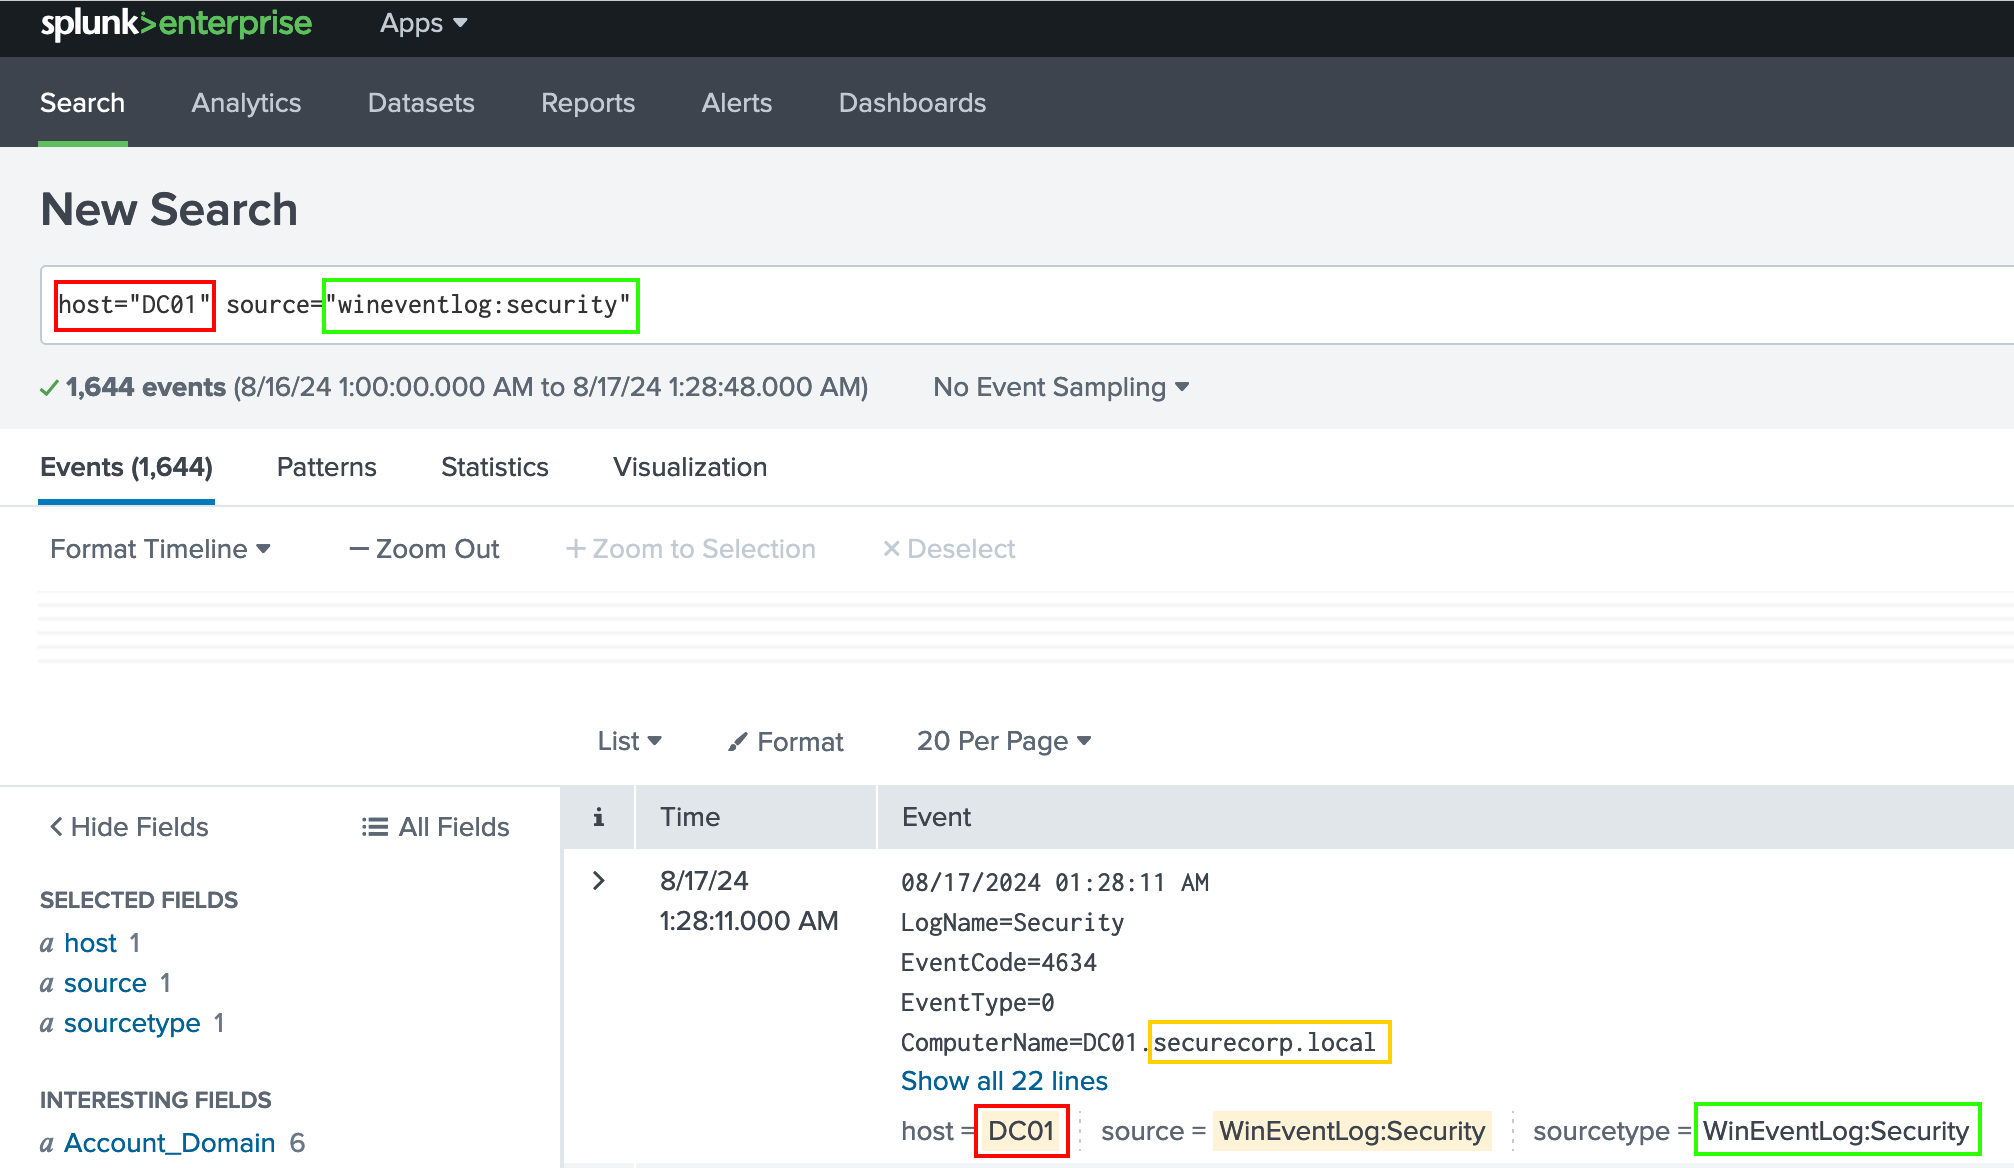 splunk>enterprise Apps
Search Analytics Datasets Reports Alerts Dashboards
New Search
host="DC01" source="wineventlog:security"
1,644 events (8/16/24 1:00:00.000 AM to 8/17/24 1:28:48.000 AM) No Event Sampling
Events (1,644) Patterns Statistics Visualization
Format Timeline — Zoom Out + Zoom to Selection × Deselect
List Format 20 Per Page
< Hide Fields All Fields
SELECTED FIELDS
a host 1
a source 1
a sourcetype 1
INTERESTING FIELDS
a Account_Domain 6
i Time Event
> 8/17/24
1:28:11.000 AM
08/17/2024 01:28:11 AM
LogName=Security
EventCode=4634
EventType=0
ComputerName=DC01.securecorp.local
Show all 22 lines
host = DC01 source = WinEventLog:Security sourcetype = WinEventLog:Security